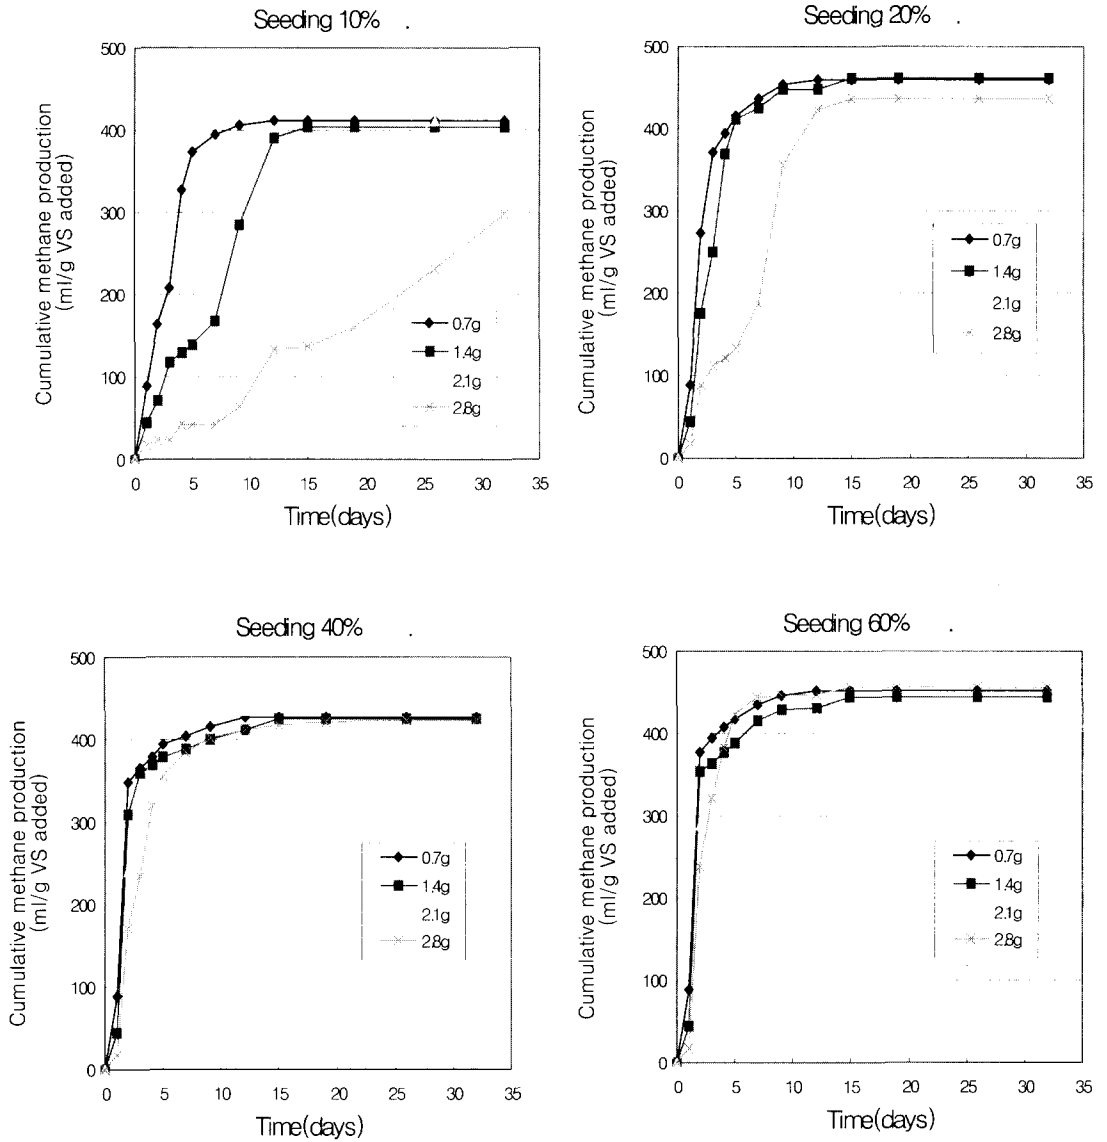 Seeding 10%
Cumulative methane production
(ml/g VS added)
500
400
300
200
100
0
0.7g
1.4g
2.1g
2.8g
0 5 10 15 20 25 30 35
Time(days)
Seeding 20%
Cumulative methane production
(ml/g VS added)
500
400
300
200
100
0
0.7g
1.4g
2.1g
2.8g
0 5 10 15 20 25 30 35
Time(days)
Seeding 40%
Cumulative methane production
(ml/g VS added)
500
400
300
200
100
0
0.7g
1.4g
2.1g
2.8g
0 5 10 15 20 25 30 35
Time(days)
Seeding 60%
Cumulative methane production
(ml/g VS added)
500
400
300
200
100
0
0.7g
1.4g
2.1g
2.8g
0 5 10 15 20 25 30 35
Time(days)